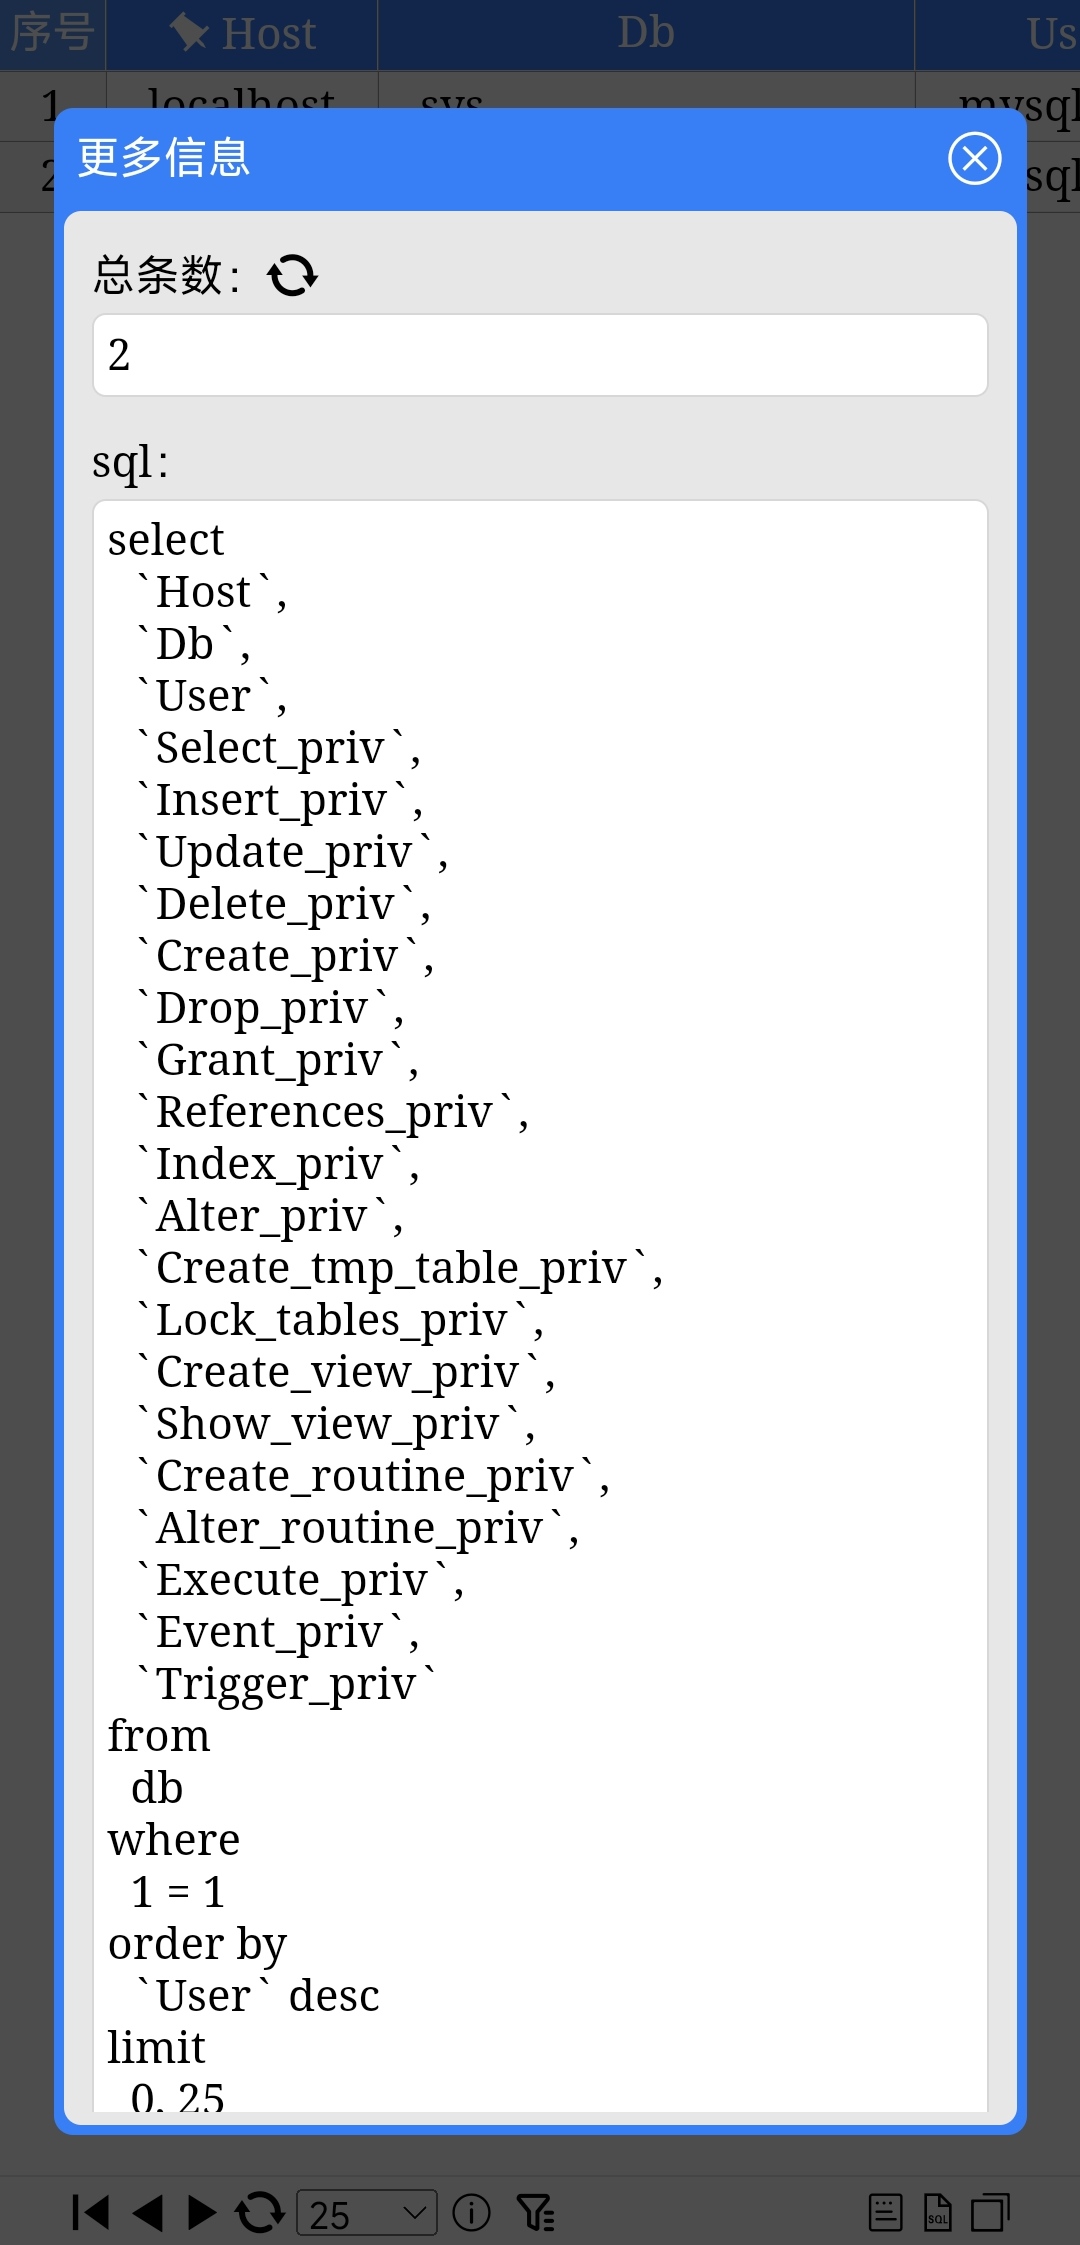 序号 Host Db Us
1 localhost sys mysql
2 sql
更多信息
总条数:
2
sql:
select
`Host`,
`Db`,
`User`,
`Select_priv`,
`Insert_priv`,
`Update_priv`,
`Delete_priv`,
`Create_priv`,
`Drop_priv`,
`Grant_priv`,
`References_priv`,
`Index_priv`,
`Alter_priv`,
`Create_tmp_table_priv`,
`Lock_tables_priv`,
`Create_view_priv`,
`Show_view_priv`,
`Create_routine_priv`,
`Alter_routine_priv`,
`Execute_priv`,
`Event_priv`,
`Trigger_priv`
from
db
where
1 = 1
order by
`User` desc
limit
0, 25
25 SQL